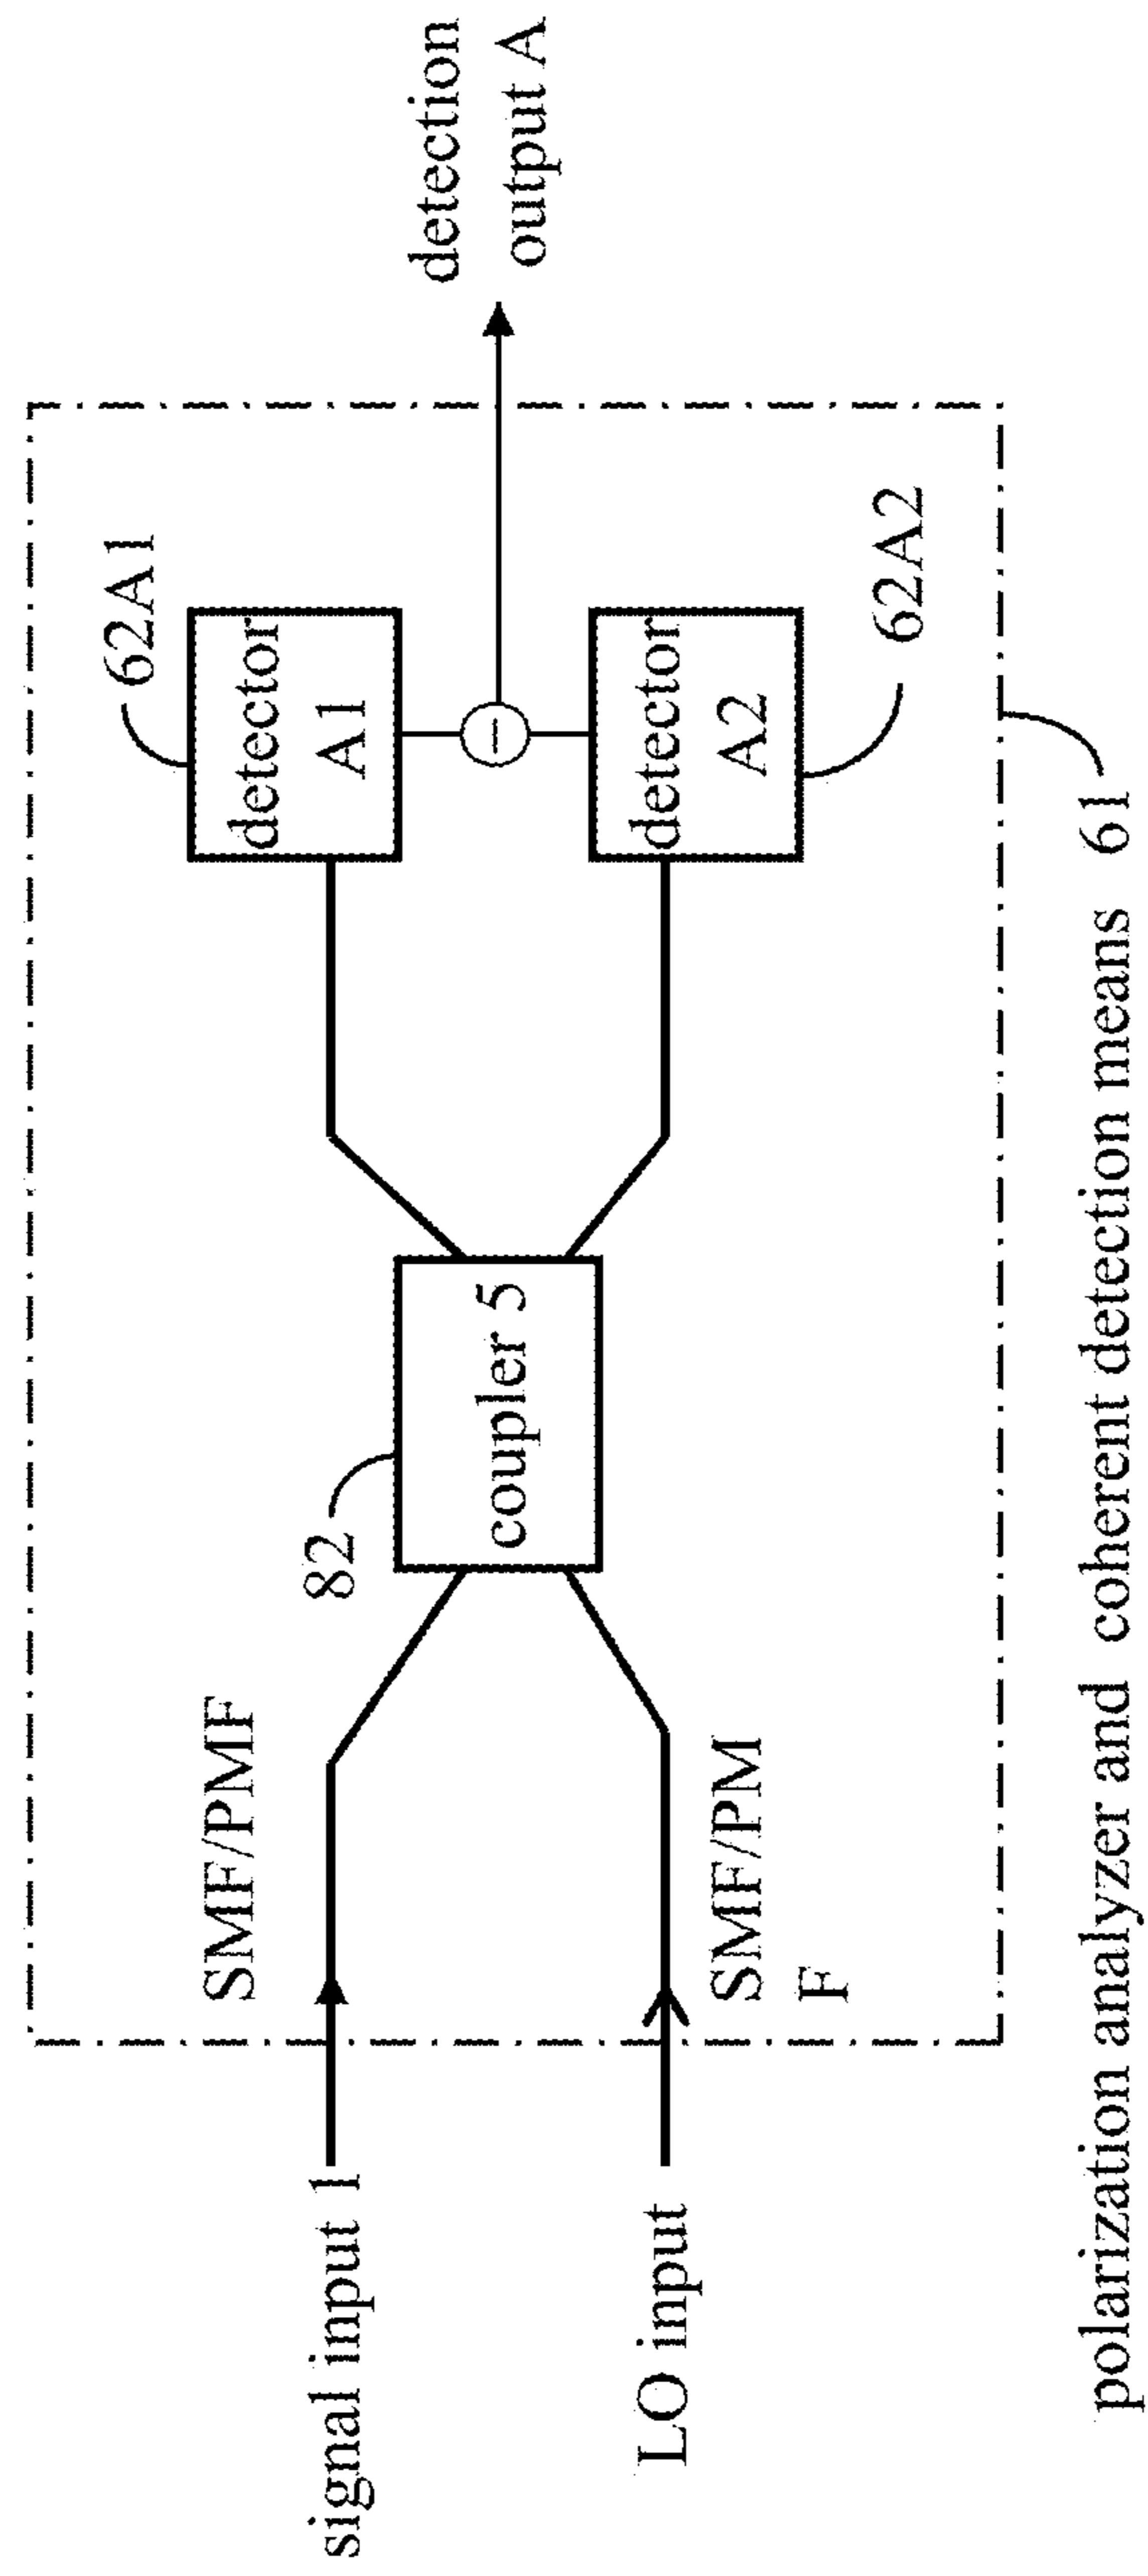 signal input 1
LO input
SMF/PMF
SMF/PM
F
82
coupler 5
62A1
detector
A1
−
detector
A2
62A2
detection
output A
polarization analyzer and coherent detection means 61